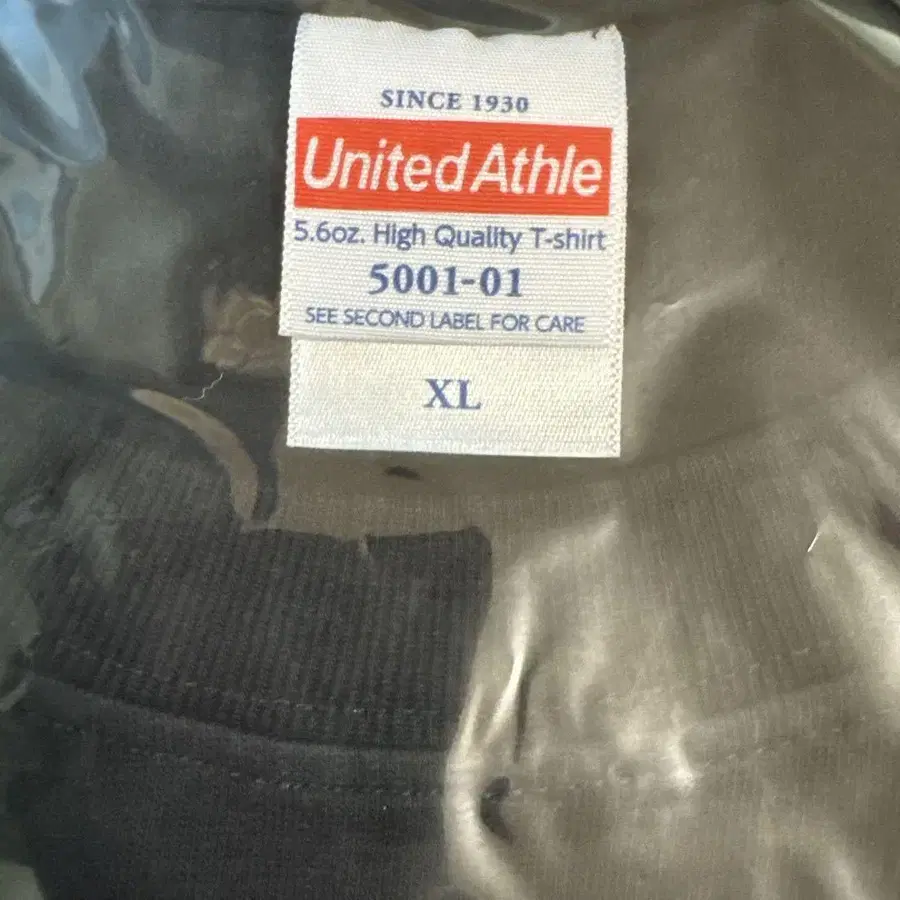 SINCE 1930
United Athle
5.6oz. High Quality T-shirt
5001-01
SEE SECOND LABEL FOR CARE
XL